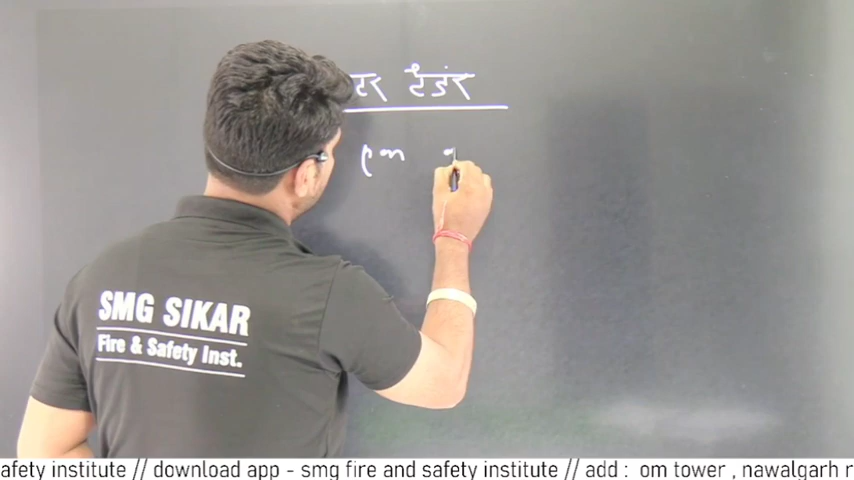 टर टैंडर
SMG SIKAR
Fire & Safety Inst.
afety institute // download app - smg fire and safety institute // add : om tower , nawalgarh r